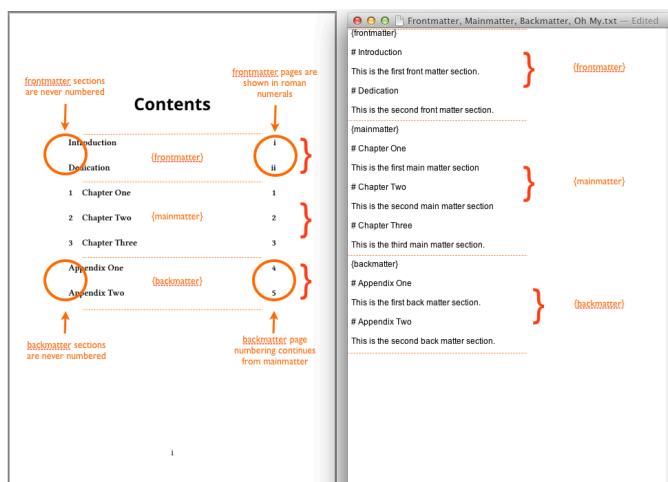 frontmatter sections
are never numbered
frontmatter pages are
shown in roman
numerals
Contents
Introduction i
{frontmatter}
Dedication ii
1 Chapter One 1
2 Chapter Two 2
{mainmatter}
3 Chapter Three 3
Appendix One 4
{backmatter}
Appendix Two 5
backmatter sections
are never numbered
backmatter page
numbering continues
from mainmatter
i
Frontmatter, Mainmatter, Backmatter, Oh My.txt — Edited
{frontmatter}
# Introduction
This is the first front matter section.
{frontmatter}
# Dedication
This is the second front matter section.
{mainmatter}
# Chapter One
This is the first main matter section
{mainmatter}
# Chapter Two
This is the second main matter section
# Chapter Three
This is the third main matter section.
{backmatter}
# Appendix One
This is the first back matter section.
{backmatter}
# Appendix Two
This is the second back matter section.